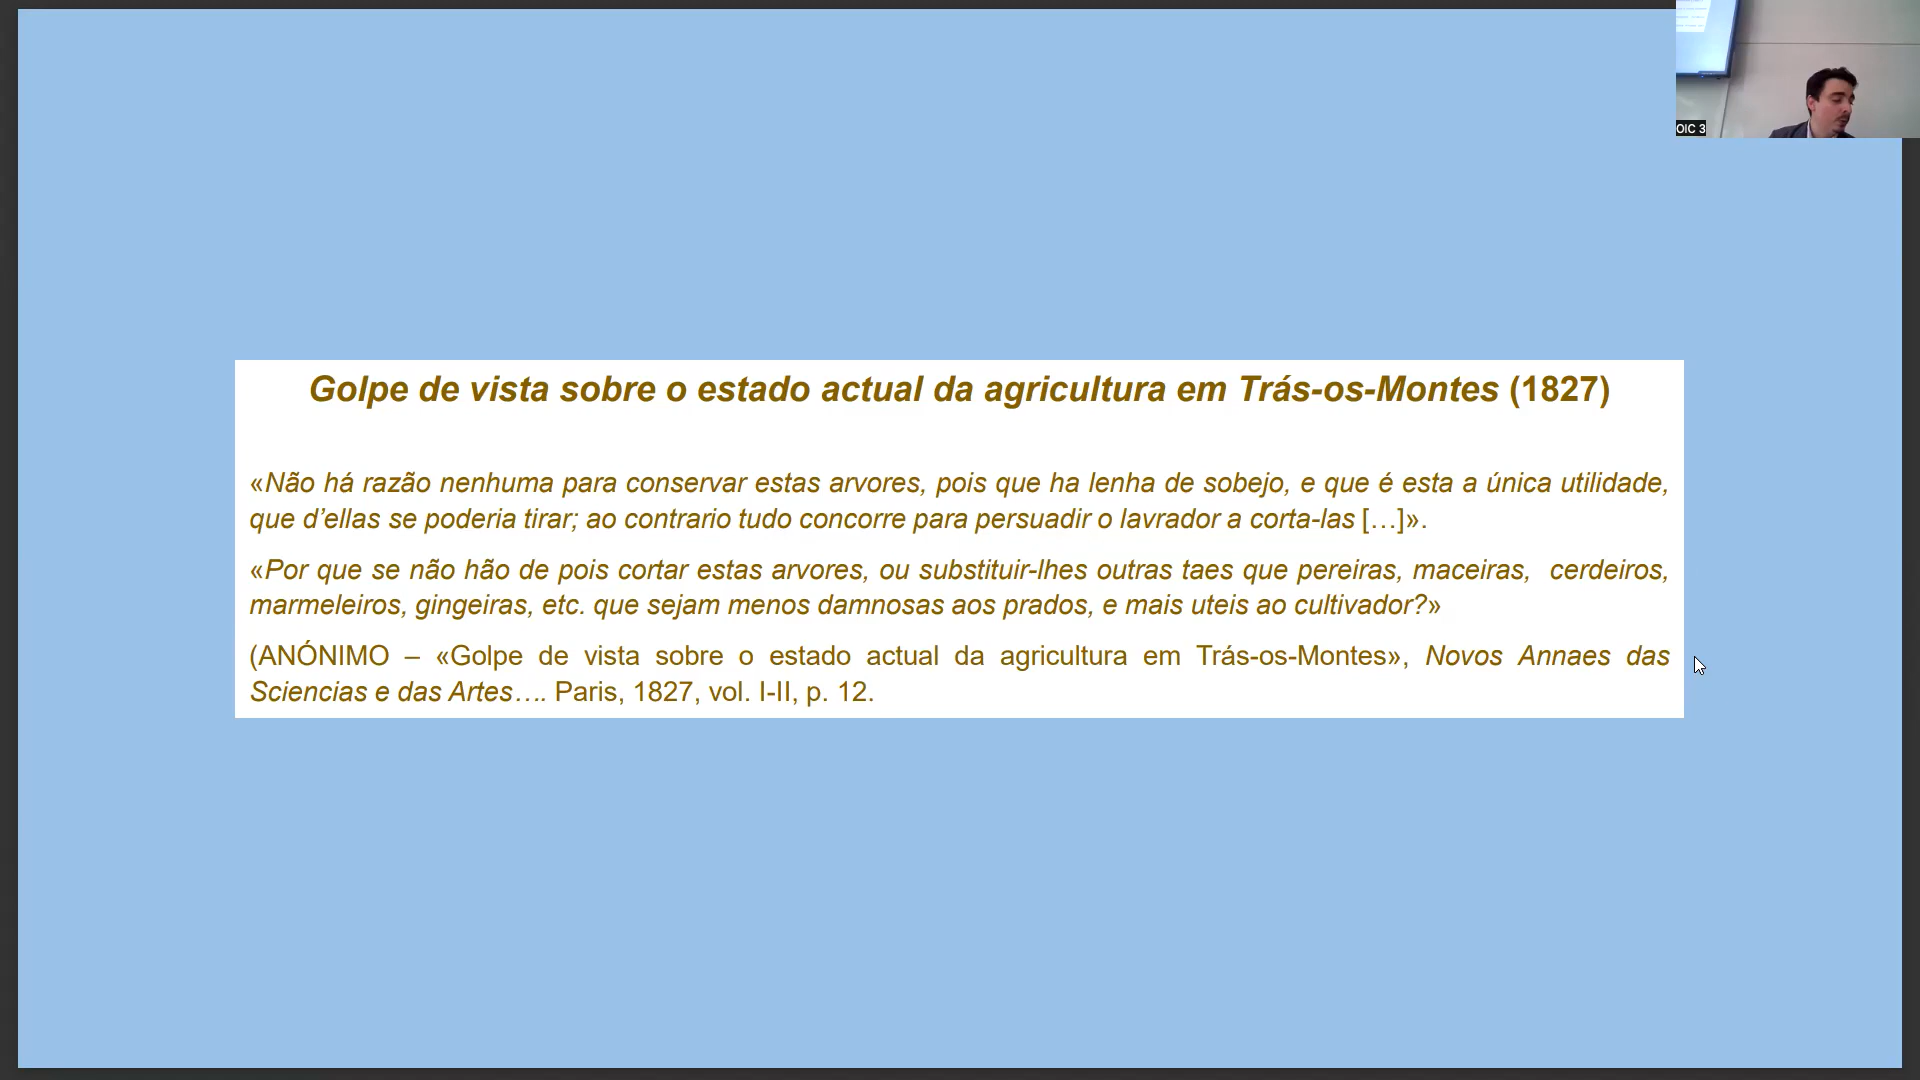 OIC 3
Golpe de vista sobre o estado actual da agricultura em Trás-os-Montes (1827)
«Não há razão nenhuma para conservar estas arvores, pois que ha lenha de sobejo, e que é esta a única utilidade,
que d’ellas se poderia tirar; ao contrario tudo concorre para persuadir o lavrador a corta-las […]».
«Por que se não hão de pois cortar estas arvores, ou substituir-lhes outras taes que pereiras, maceiras, cerdeiros,
marmeleiros, gingeiras, etc. que sejam menos damnosas aos prados, e mais uteis ao cultivador?»
(ANÓNIMO – «Golpe de vista sobre o estado actual da agricultura em Trás-os-Montes», Novos Annaes das
Sciencias e das Artes…. Paris, 1827, vol. I-II, p. 12.